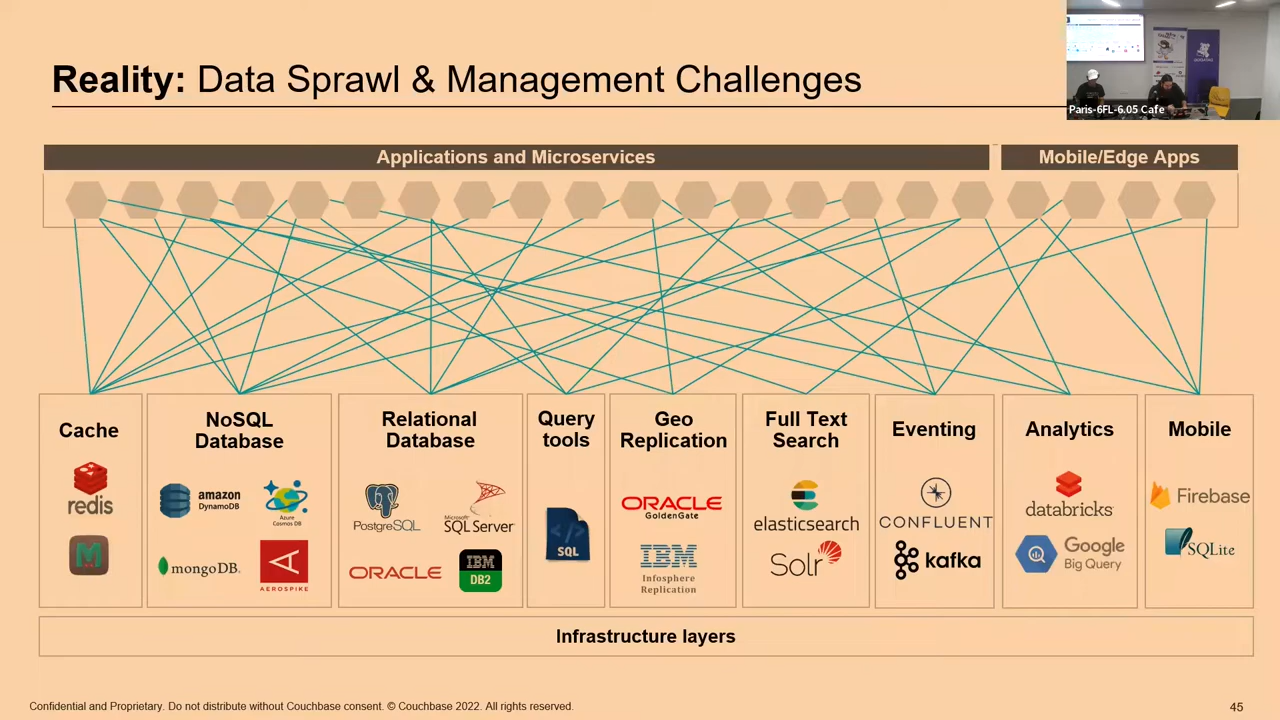 Reality: Data Sprawl & Management Challenges
Paris-6FL-6.05 Cafe
Applications and Microservices
Mobile/Edge Apps
Cache
redis
M
NoSQL
Database
amazon
DynamoDB
Azure
Cosmos DB
mongoDB.
AEROSPIKE
Relational
Database
PostgreSQL
Microsoft
SQL Server
ORACLE
IBM
DB2
Query
tools
SQL
Geo
Replication
ORACLE
GoldenGate
IBM
Infosphere
Replication
Full Text
Search
elasticsearch
Solr
Eventing
CONFLUENT
kafka
Analytics
databricks
Google
Big Query
Mobile
Firebase
SQLite
Infrastructure layers
Confidential and Proprietary. Do not distribute without Couchbase consent. © Couchbase 2022. All rights reserved.
45